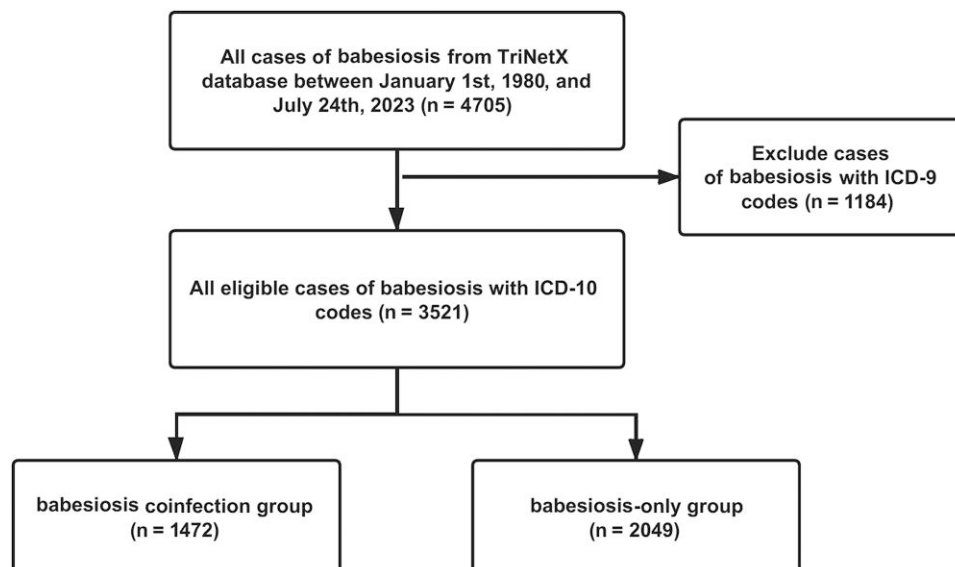 All cases of babesiosis from TriNetX
database between January 1st, 1980, and
July 24th, 2023 (n = 4705)
Exclude cases
of babesiosis with ICD-9
codes (n = 1184)
All eligible cases of babesiosis with ICD-10
codes (n = 3521)
babesiosis coinfection group
(n = 1472)
babesiosis-only group
(n = 2049)